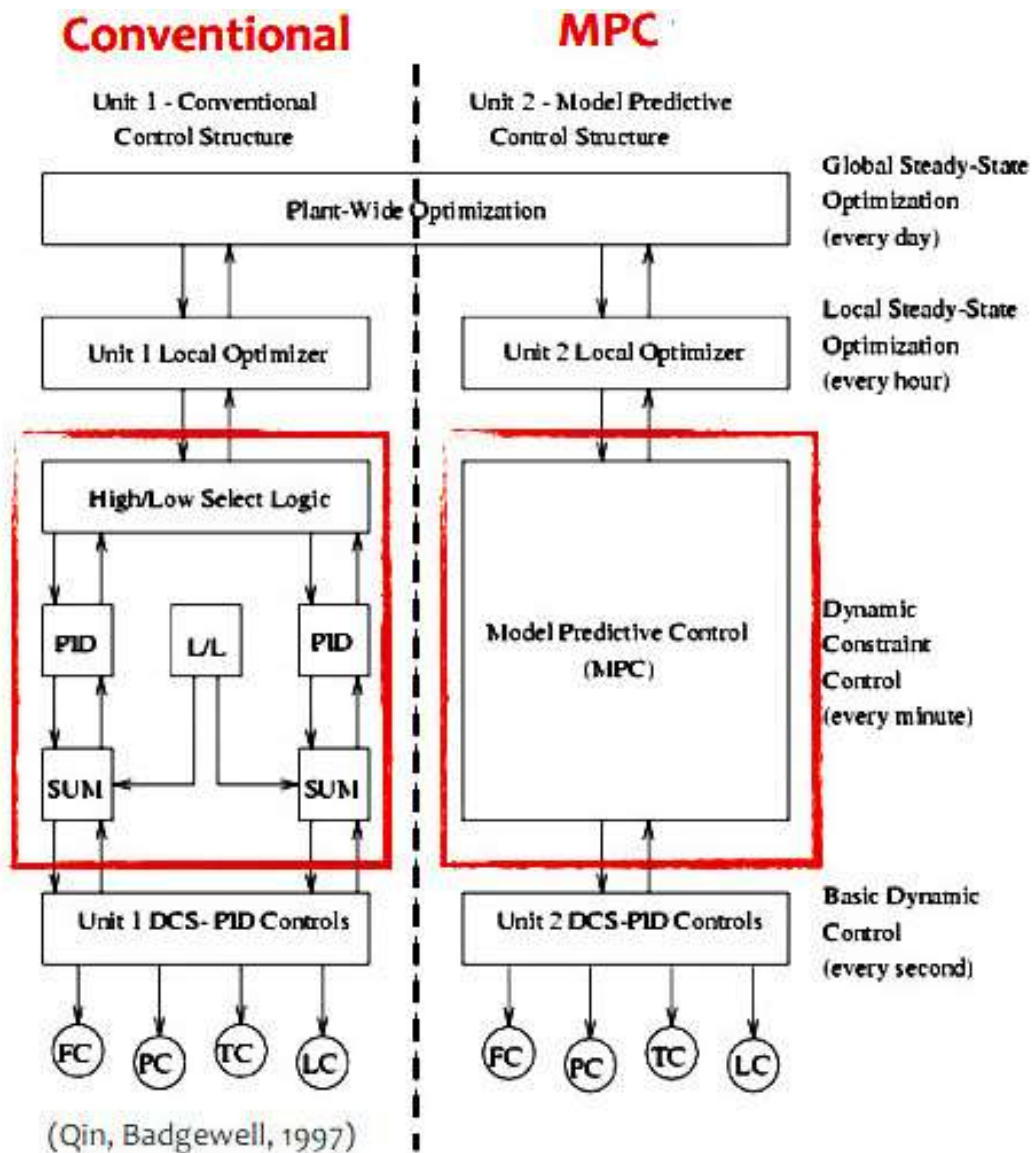 Conventional
MPC
Unit 1 - Conventional
Control Structure
Unit 2 - Model Predictive
Control Structure
Plant-Wide Optimization
Global Steady-State
Optimization
(every day)
Unit 1 Local Optimizer
Unit 2 Local Optimizer
Local Steady-State
Optimization
(every hour)
High/Low Select Logic
PID
L/L
PID
SUM
SUM
Model Predictive Control
(MPC)
Dynamic
Constraint
Control
(every minute)
Unit 1 DCS- PID Controls
Unit 2 DCS-PID Controls
Basic Dynamic
Control
(every second)
FC
PC
TC
LC
FC
PC
TC
LC
(Qin, Badgewell, 1997)